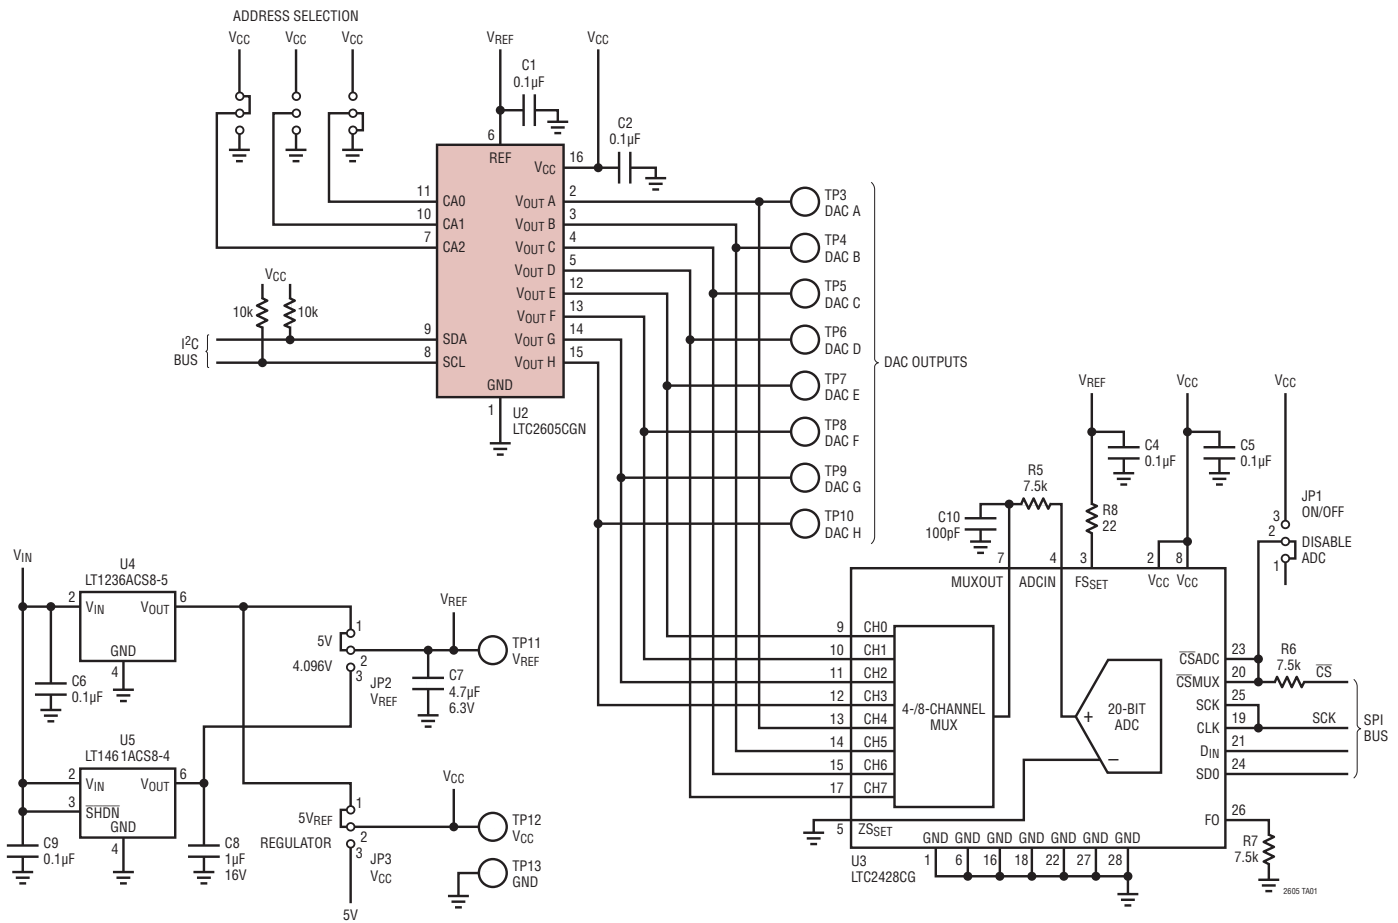 ADDRESS SELECTION
VCC VCC VCC
VREF
VCC
C1
0.1µF
C2
0.1µF
6
REF
16
VCC
11 CA0
10 CA1
7 CA2
VOUT A 2
VOUT B 3
VOUT C 4
VOUT D 5
VOUT E 12
VOUT F 13
VOUT G 14
VOUT H 15
VCC
10k 10k
I²C
BUS
9 SDA
8 SCL
GND
1
U2
LTC2605CGN
TP3
DAC A
TP4
DAC B
TP5
DAC C
TP6
DAC D
TP7
DAC E
TP8
DAC F
TP9
DAC G
TP10
DAC H
DAC OUTPUTS
VREF
VCC
VCC
C4
0.1µF
C5
0.1µF
R5
7.5k
R8
22
C10
100pF
JP1
ON/OFF
3
2
1
DISABLE
ADC
7 4 3 2 8
MUXOUT ADCIN FSSET VCC VCC
9 CH0
10 CH1
11 CH2
12 CH3
13 CH4
14 CH5
15 CH6
17 CH7
4-/8-CHANNEL
MUX
+
–
20-BIT
ADC
CSADC 23
CSMUX 20
SCK 25
CLK 19
DIN 21
SD0 24
FO 26
R6
7.5k
CS
SCK
SPI
BUS
R7
7.5k
5 ZSSET
GND GND GND GND GND GND GND
1 6 16 18 22 27 28
U3
LTC2428CG
2605 TA01
VIN
U4
LT1236ACS8-5
2 VIN VOUT 6
GND
4
C6
0.1µF
U5
LT1461ACS8-4
2 VIN VOUT 6
3 SHDN
GND
4
C9
0.1µF
C8
1µF
16V
5V
4.096V
1
2
3
JP2
VREF
VREF
C7
4.7µF
6.3V
TP11
VREF
VCC
5VREF
REGULATOR
1
2
3
JP3
VCC
5V
TP12
VCC
TP13
GND